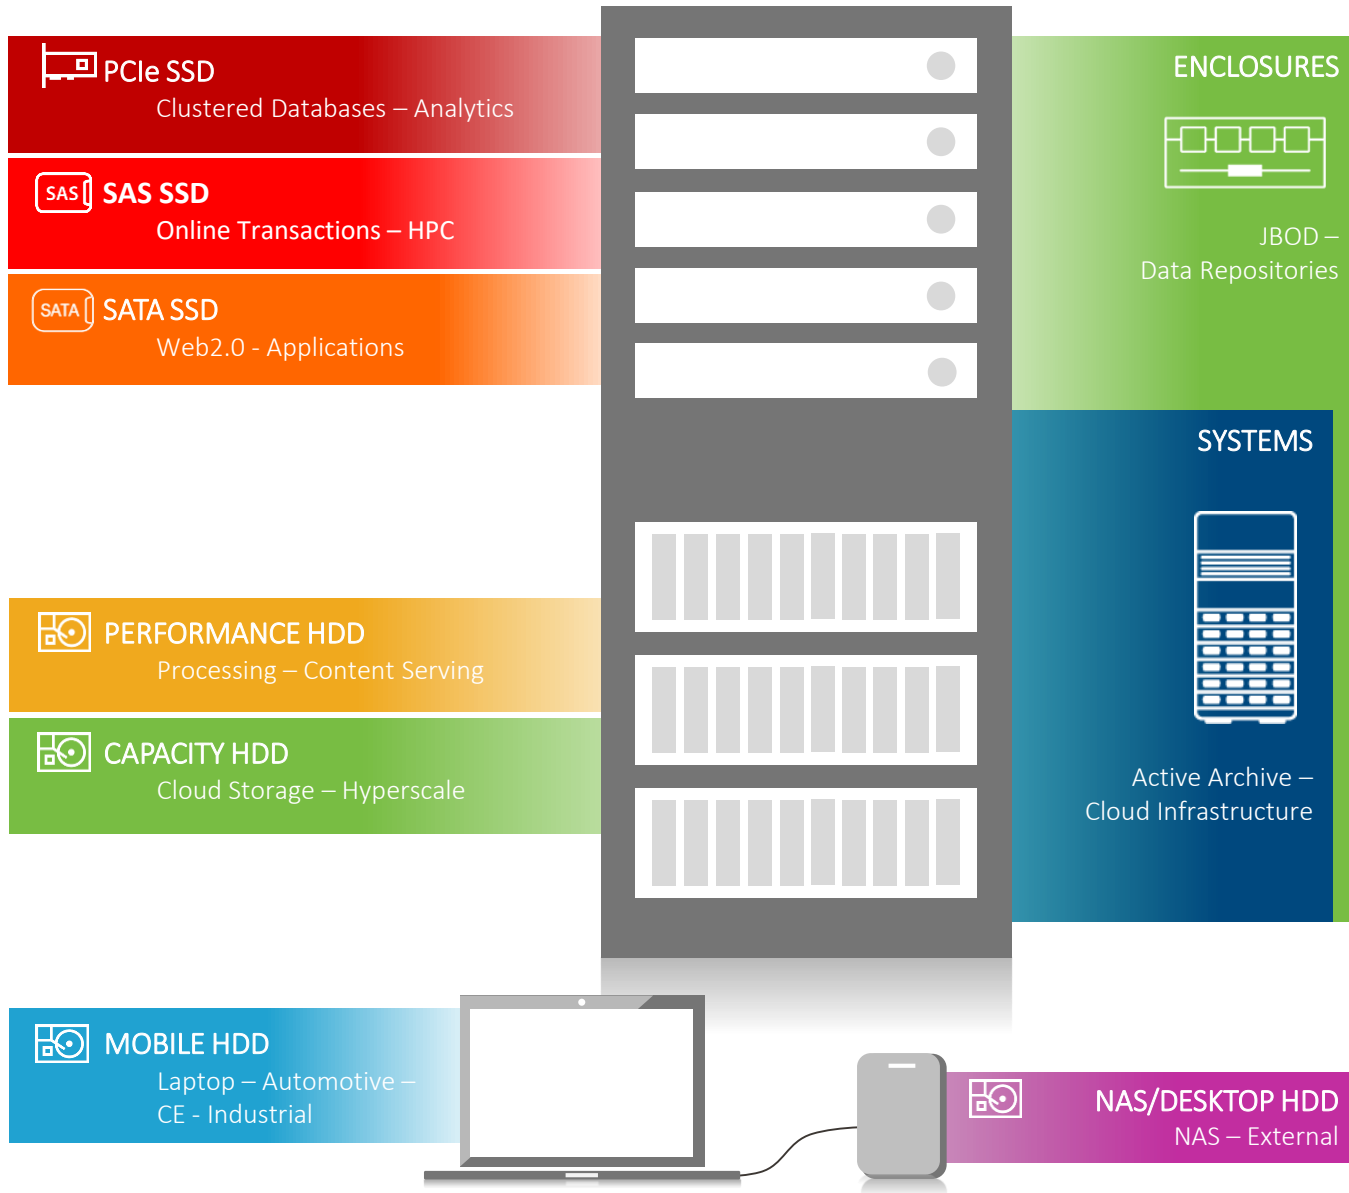 PCIe SSD
Clustered Databases – Analytics
SAS
SAS SSD
Online Transactions – HPC
SATA
SATA SSD
Web2.0 - Applications
PERFORMANCE HDD
Processing – Content Serving
CAPACITY HDD
Cloud Storage – Hyperscale
MOBILE HDD
Laptop – Automotive –
CE - Industrial
ENCLOSURES
JBOD –
Data Repositories
SYSTEMS
Active Archive –
Cloud Infrastructure
NAS/DESKTOP HDD
NAS – External